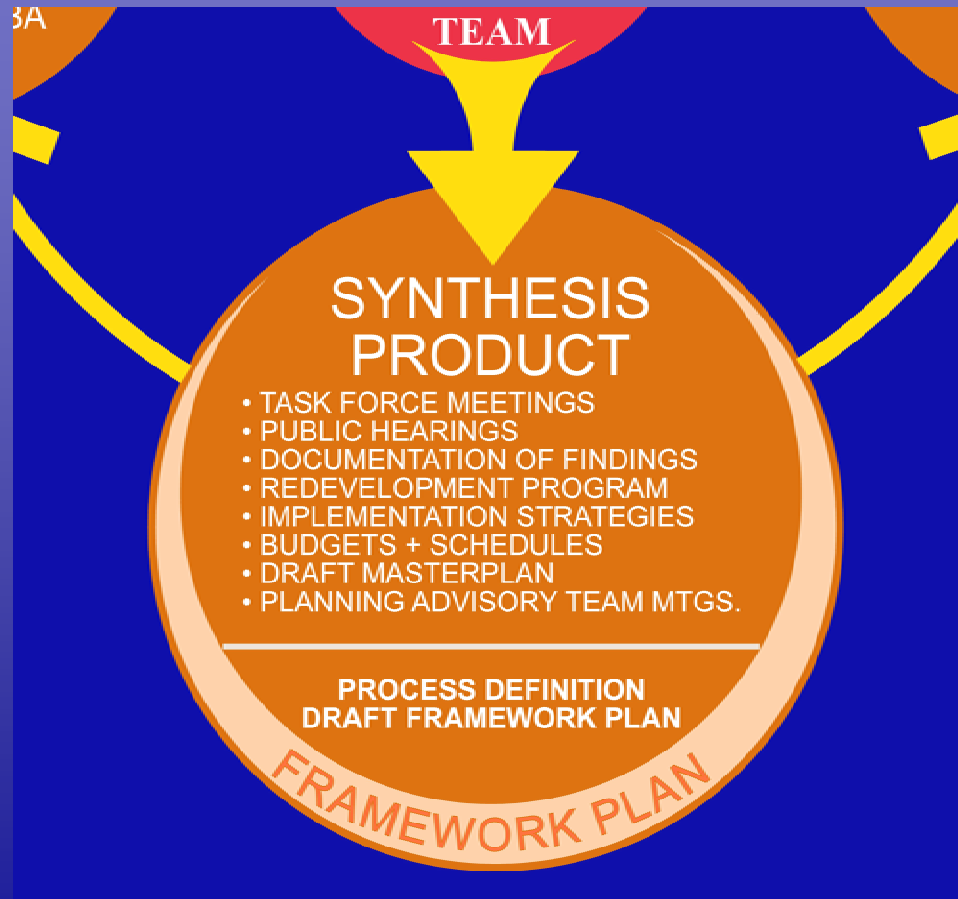 TEAM
SYNTHESIS
PRODUCT
• TASK FORCE MEETINGS
• PUBLIC HEARINGS
• DOCUMENTATION OF FINDINGS
• REDEVELOPMENT PROGRAM
• IMPLEMENTATION STRATEGIES
• BUDGETS + SCHEDULES
• DRAFT MASTERPLAN
• PLANNING ADVISORY TEAM MTGS.
PROCESS DEFINITION
DRAFT FRAMEWORK PLAN
FRAMEWORK PLAN